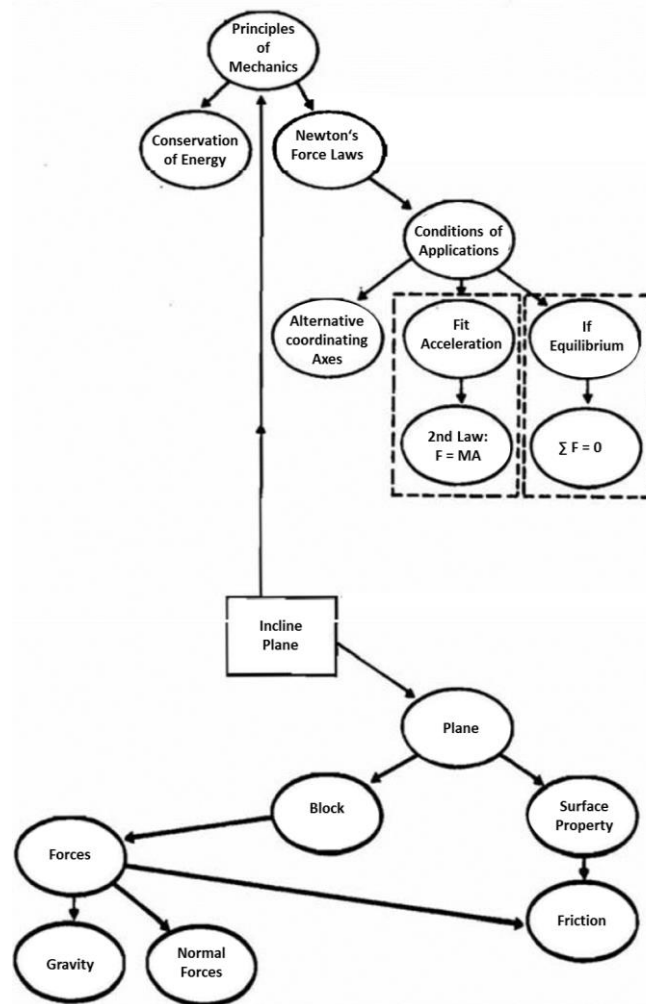 Principles
of
Mechanics
Conservation
of Energy
Newton‘s
Force Laws
Conditions of
Applications
Alternative
coordinating
Axes
Fit
Acceleration
If
Equilibrium
2nd Law:
F = MA
∑ F = 0
Incline
Plane
Plane
Block
Surface
Property
Forces
Friction
Gravity
Normal
Forces